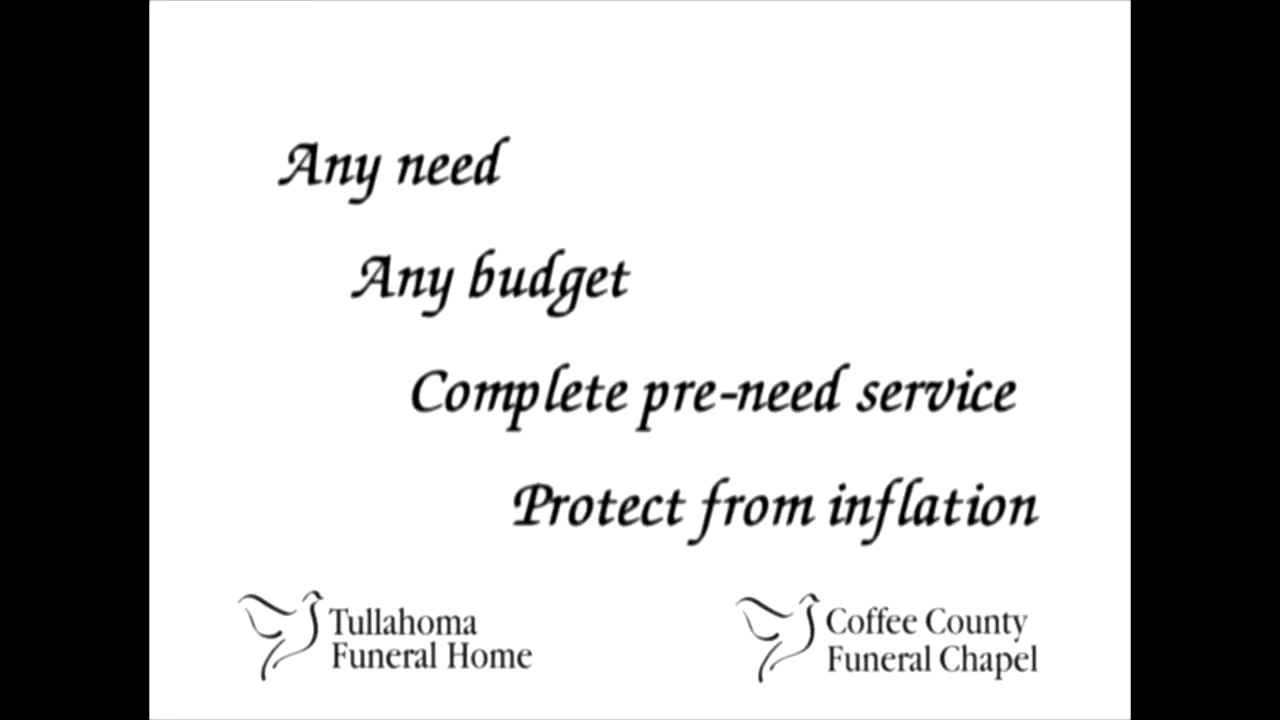 Any need
Any budget
Complete pre-need service
Protect from inflation
Tullahoma
Funeral Home
Coffee County
Funeral Chapel